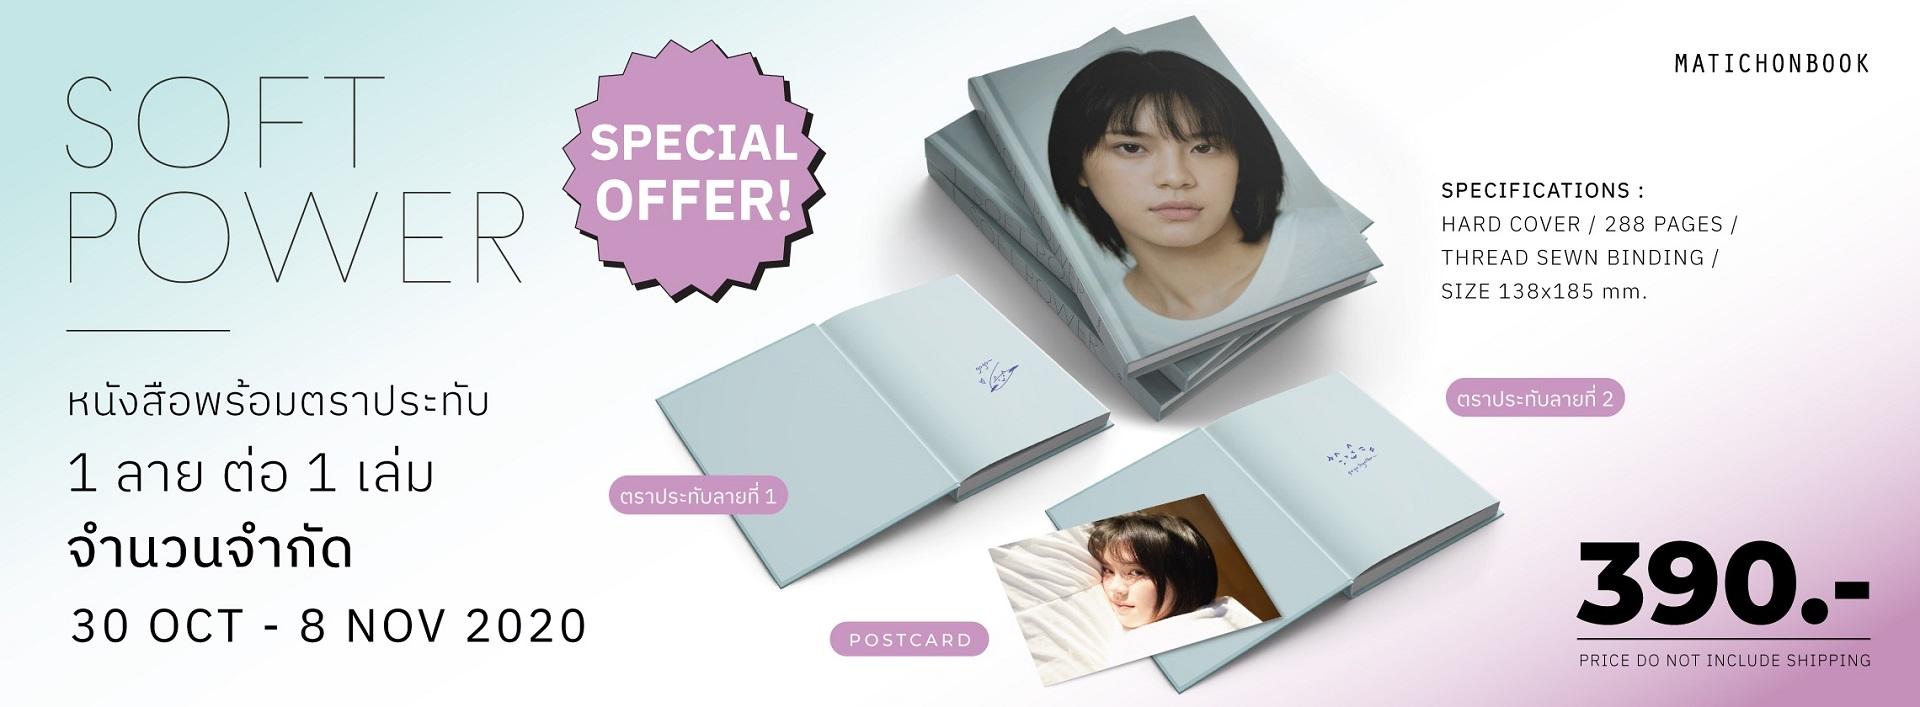 SOFT
POWER
หนังสือพร้อมตราประทับ
1 ลาย ต่อ 1 เล่ม
จำนวนจำกัด
30 OCT - 8 NOV 2020
SPECIAL
OFFER!
SOFT POWER
ตราประทับลายที่ 1
POSTCARD
MATICHONBOOK
SPECIFICATIONS :
HARD COVER / 288 PAGES /
THREAD SEWN BINDING /
SIZE 138x185 mm.
ตราประทับลายที่ 2
390.-
PRICE DO NOT INCLUDE SHIPPING